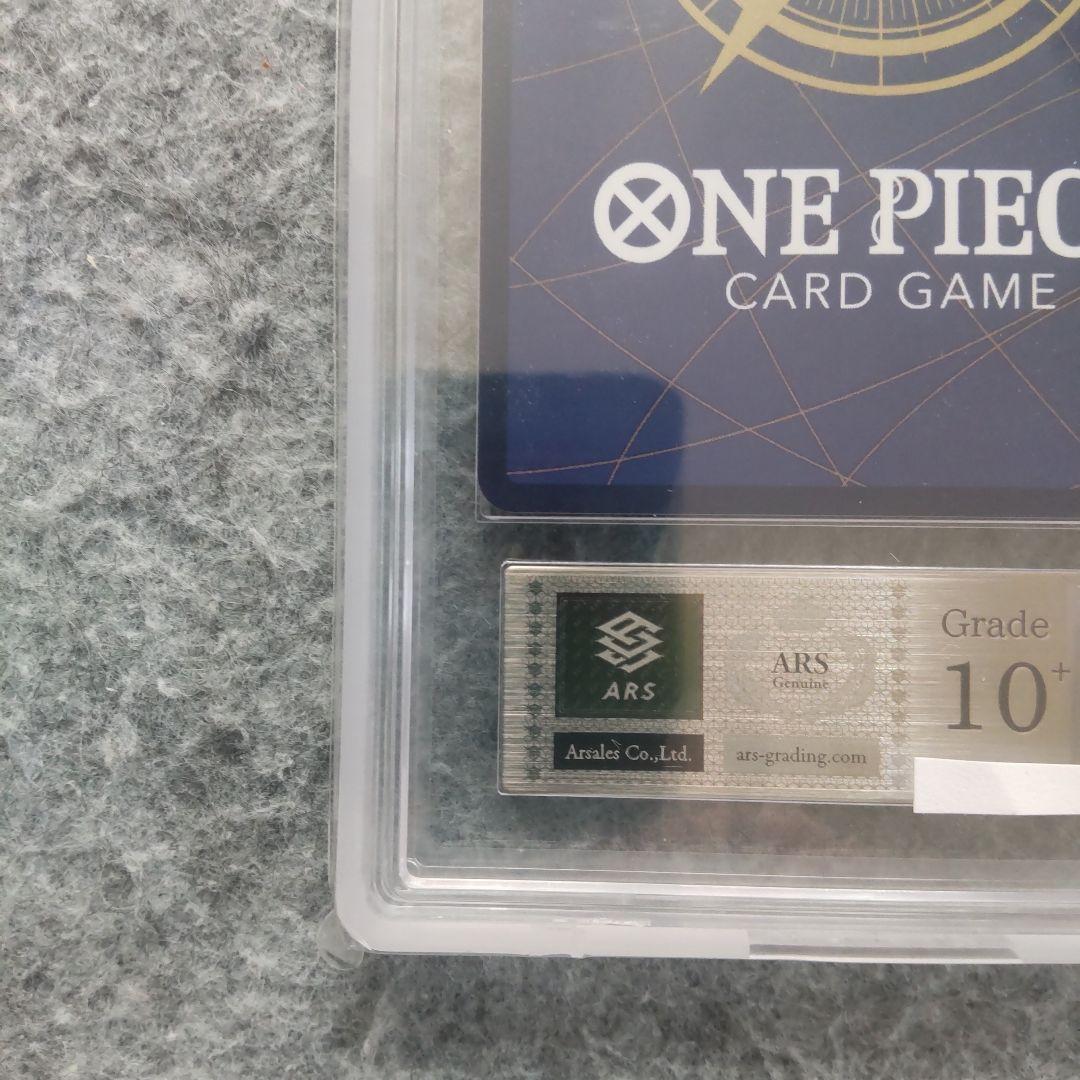 ONE PIEC
CARD GAME
ARS
Arsales Co.,Ltd.
ARS
Genuine
ars-grading.com
Grade
10+